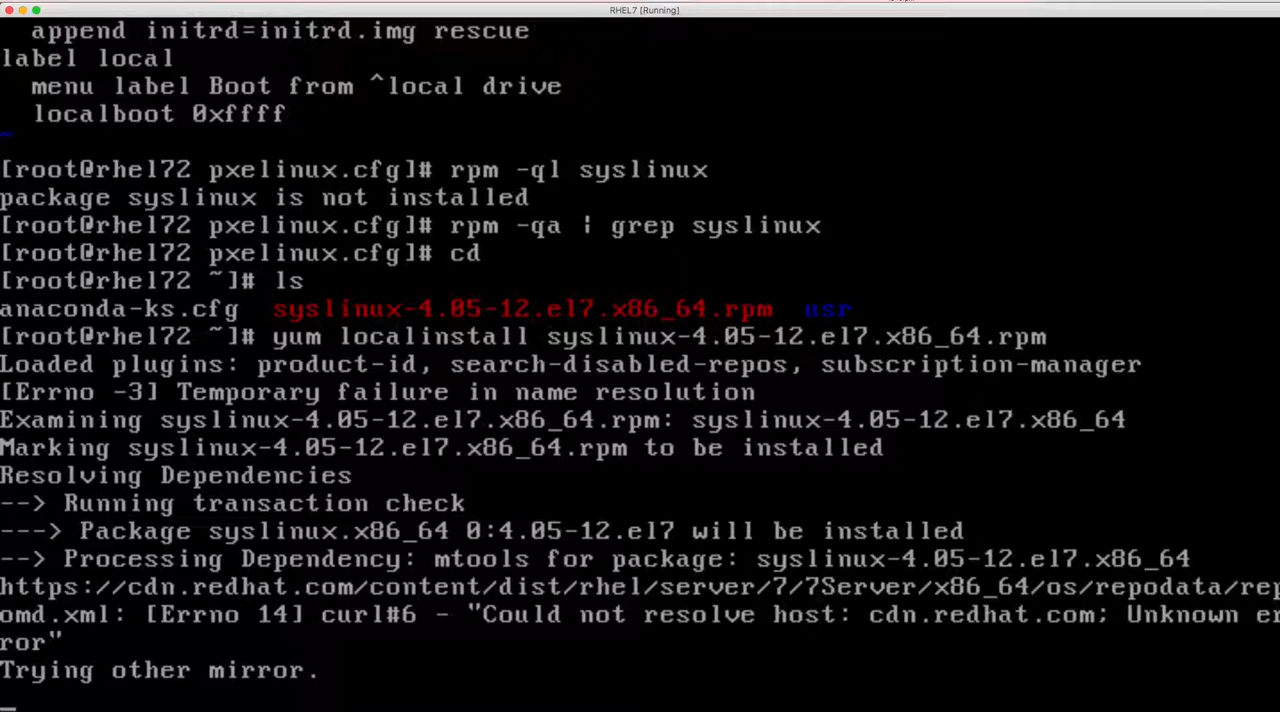 RHEL7 [Running]
append initrd=initrd.img rescue
label local
menu label Boot from ^local drive
localboot 0xffff
~
[root@rhel72 pxelinux.cfg]# rpm -ql syslinux
package syslinux is not installed
[root@rhel72 pxelinux.cfg]# rpm -qa | grep syslinux
[root@rhel72 pxelinux.cfg]# cd
[root@rhel72 ~]# ls
anaconda-ks.cfg  syslinux-4.05-12.el7.x86_64.rpm  usr
[root@rhel72 ~]# yum localinstall syslinux-4.05-12.el7.x86_64.rpm
Loaded plugins: product-id, search-disabled-repos, subscription-manager
[Errno -3] Temporary failure in name resolution
Examining syslinux-4.05-12.el7.x86_64.rpm: syslinux-4.05-12.el7.x86_64
Marking syslinux-4.05-12.el7.x86_64.rpm to be installed
Resolving Dependencies
--> Running transaction check
---> Package syslinux.x86_64 0:4.05-12.el7 will be installed
--> Processing Dependency: mtools for package: syslinux-4.05-12.el7.x86_64
https://cdn.redhat.com/content/dist/rhel/server/7/7Server/x86_64/os/repodata/rep
omd.xml: [Errno 14] curl#6 - "Could not resolve host: cdn.redhat.com; Unknown er
ror"
Trying other mirror.